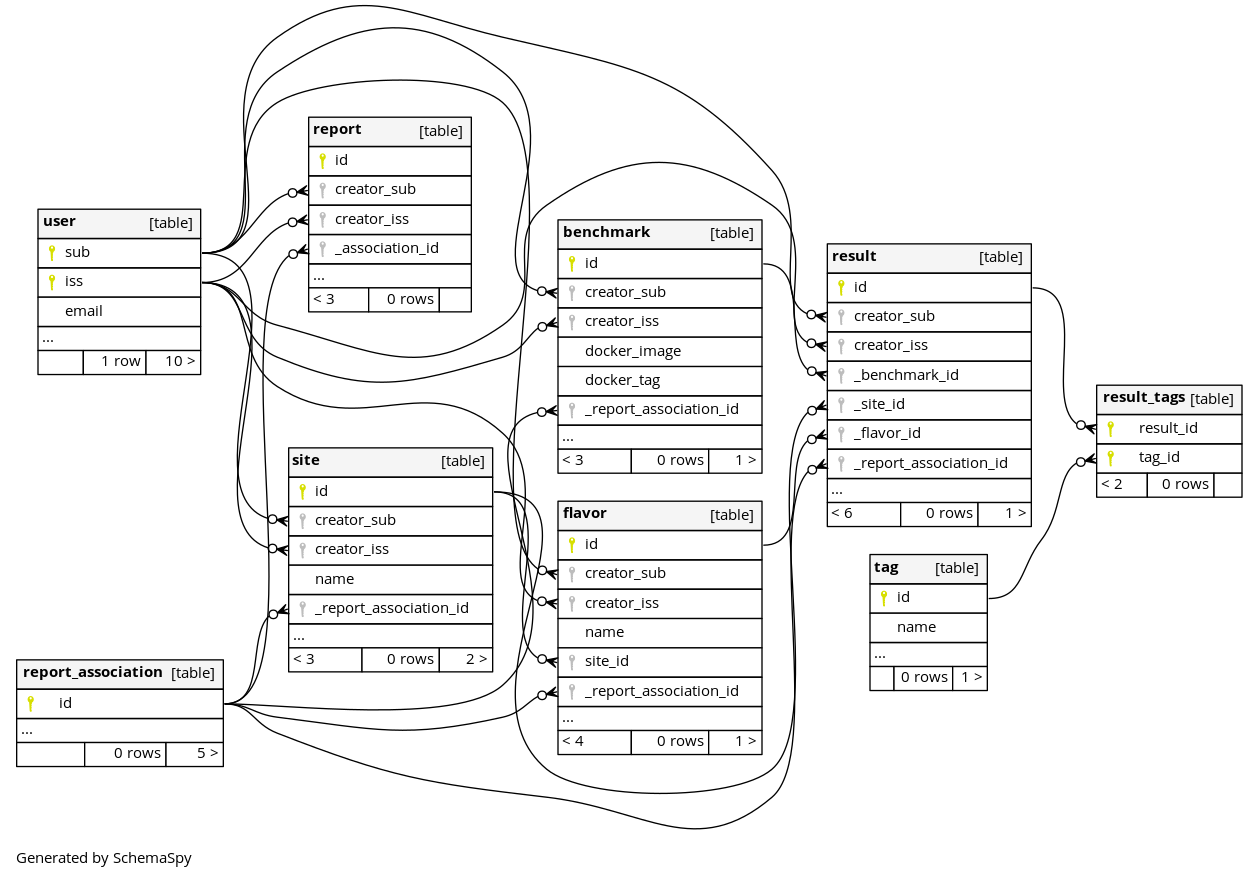 report [table]
id
creator_sub
creator_iss
_association_id
...
< 3 0 rows
user [table]
sub
iss
email
...
1 row 10 >
benchmark [table]
id
creator_sub
creator_iss
docker_image
docker_tag
_report_association_id
...
< 3 0 rows 1 >
result [table]
id
creator_sub
creator_iss
_benchmark_id
_site_id
_flavor_id
_report_association_id
...
< 6 0 rows 1 >
result_tags [table]
result_id
tag_id
< 2 0 rows
site [table]
id
creator_sub
creator_iss
name
_report_association_id
...
< 3 0 rows 2 >
flavor [table]
id
creator_sub
creator_iss
name
site_id
_report_association_id
...
< 4 0 rows 1 >
tag [table]
id
name
...
0 rows 1 >
report_association [table]
id
...
0 rows 5 >
Generated by SchemaSpy